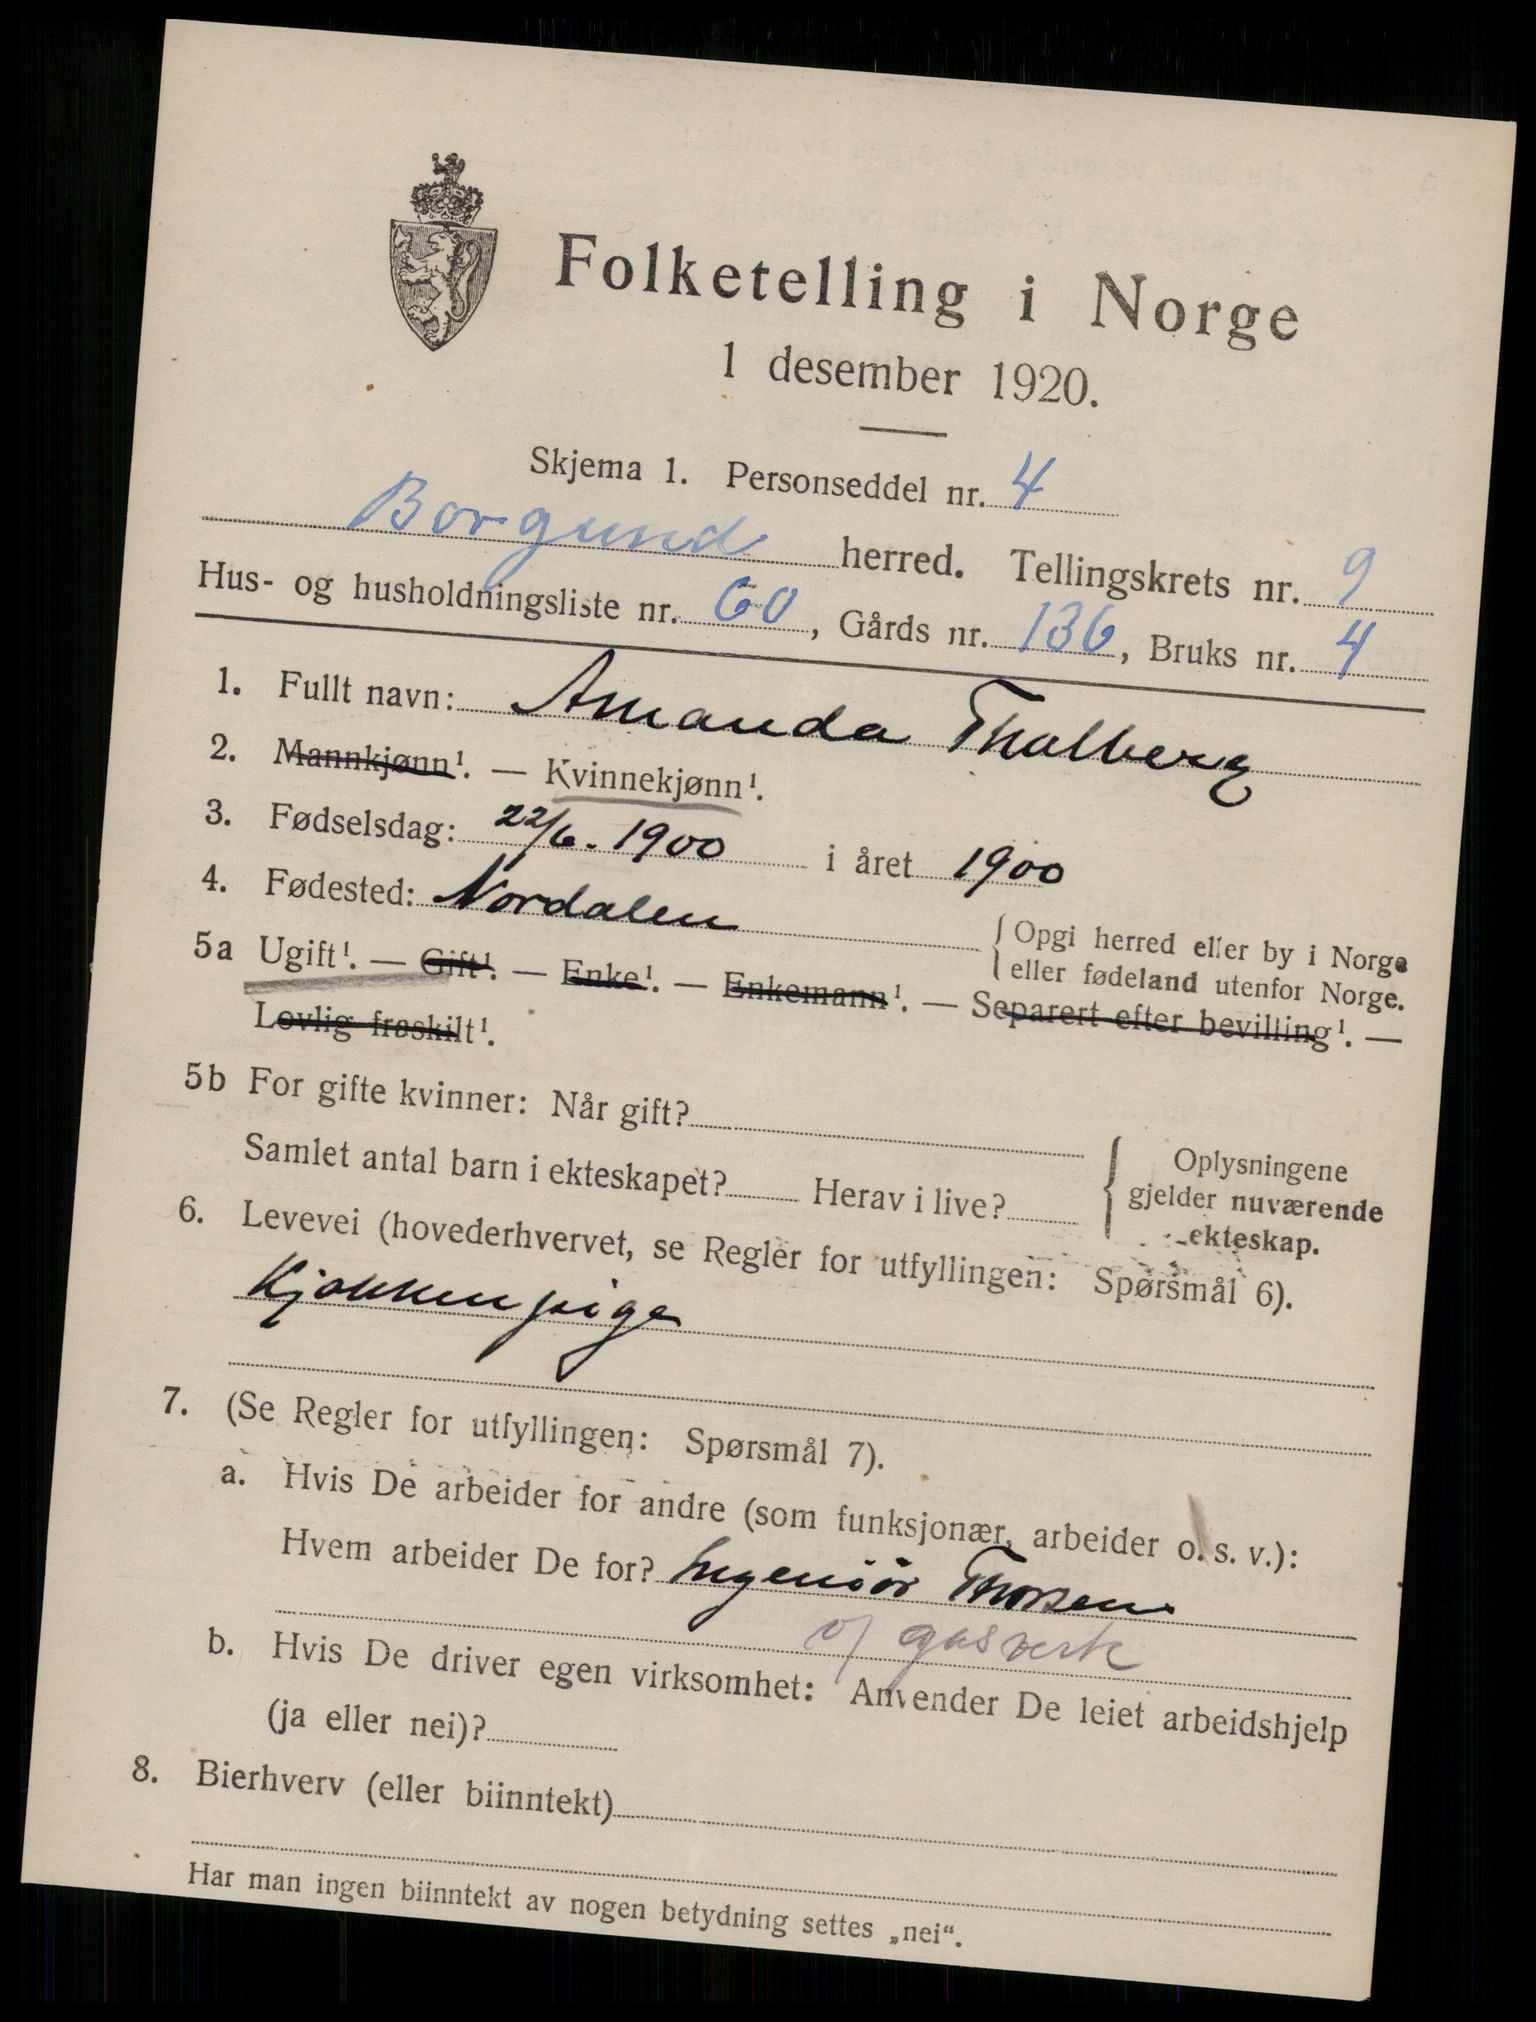 Folketelling i Norge
1 desember 1920.
Skjema 1. Personseddel nr. 4
Borgund herred. Tellingskrets nr. 9
Hus- og husholdningsliste nr. 60, Gårds nr. 136, Bruks nr. 4
1. Fullt navn: Amanda Thalberg
2. Mannkjønn¹. — Kvinnekjønn¹.
3. Fødselsdag: 22/6. 1900 i året 1900
4. Fødested: Nordalen
{Opgi herred eller by i Norge
eller fødeland utenfor Norge.
5a Ugift¹. — Gift¹. — Enke¹. — Enkemann¹. — Separert efter bevilling¹. —
Lovlig fraskilt¹.
5b For gifte kvinner: Når gift?
Samlet antal barn i ekteskapet? Herav i live?
{Oplysningene
gjelder nuværende
ekteskap.
6. Levevei (hovederhvervet, se Regler for utfyllingen: Spørsmål 6).
Kjøkkenpige
7. (Se Regler for utfyllingen: Spørsmål 7).
a. Hvis De arbeider for andre (som funksjonær, arbeider o. s. v.):
Hvem arbeider De for? Ingeniør Thorsen
v/ gasverk
b. Hvis De driver egen virksomhet: Anvender De leiet arbeidshjelp
(ja eller nei)?
8. Bierhverv (eller biinntekt)
Har man ingen biinntekt av nogen betydning settes „nei“.